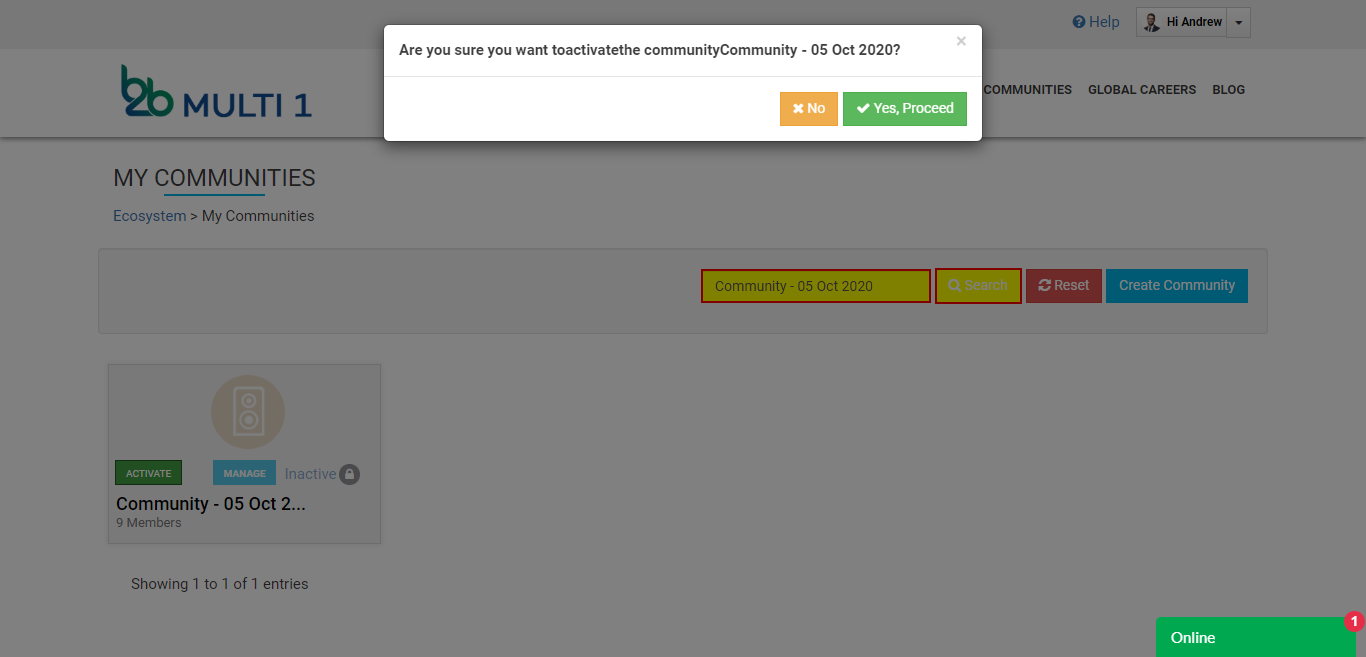 Help
Hi Andrew
Are you sure you want toactivatethe communityCommunity - 05 Oct 2020?
×
No
Yes, Proceed
b2b MULTI 1
COMMUNITIES GLOBAL CAREERS BLOG
MY COMMUNITIES
Ecosystem > My Communities
Community - 05 Oct 2020
Search
Reset
Create Community
ACTIVATE
MANAGE
Inactive
Community - 05 Oct 2...
9 Members
Showing 1 to 1 of 1 entries
1
Online